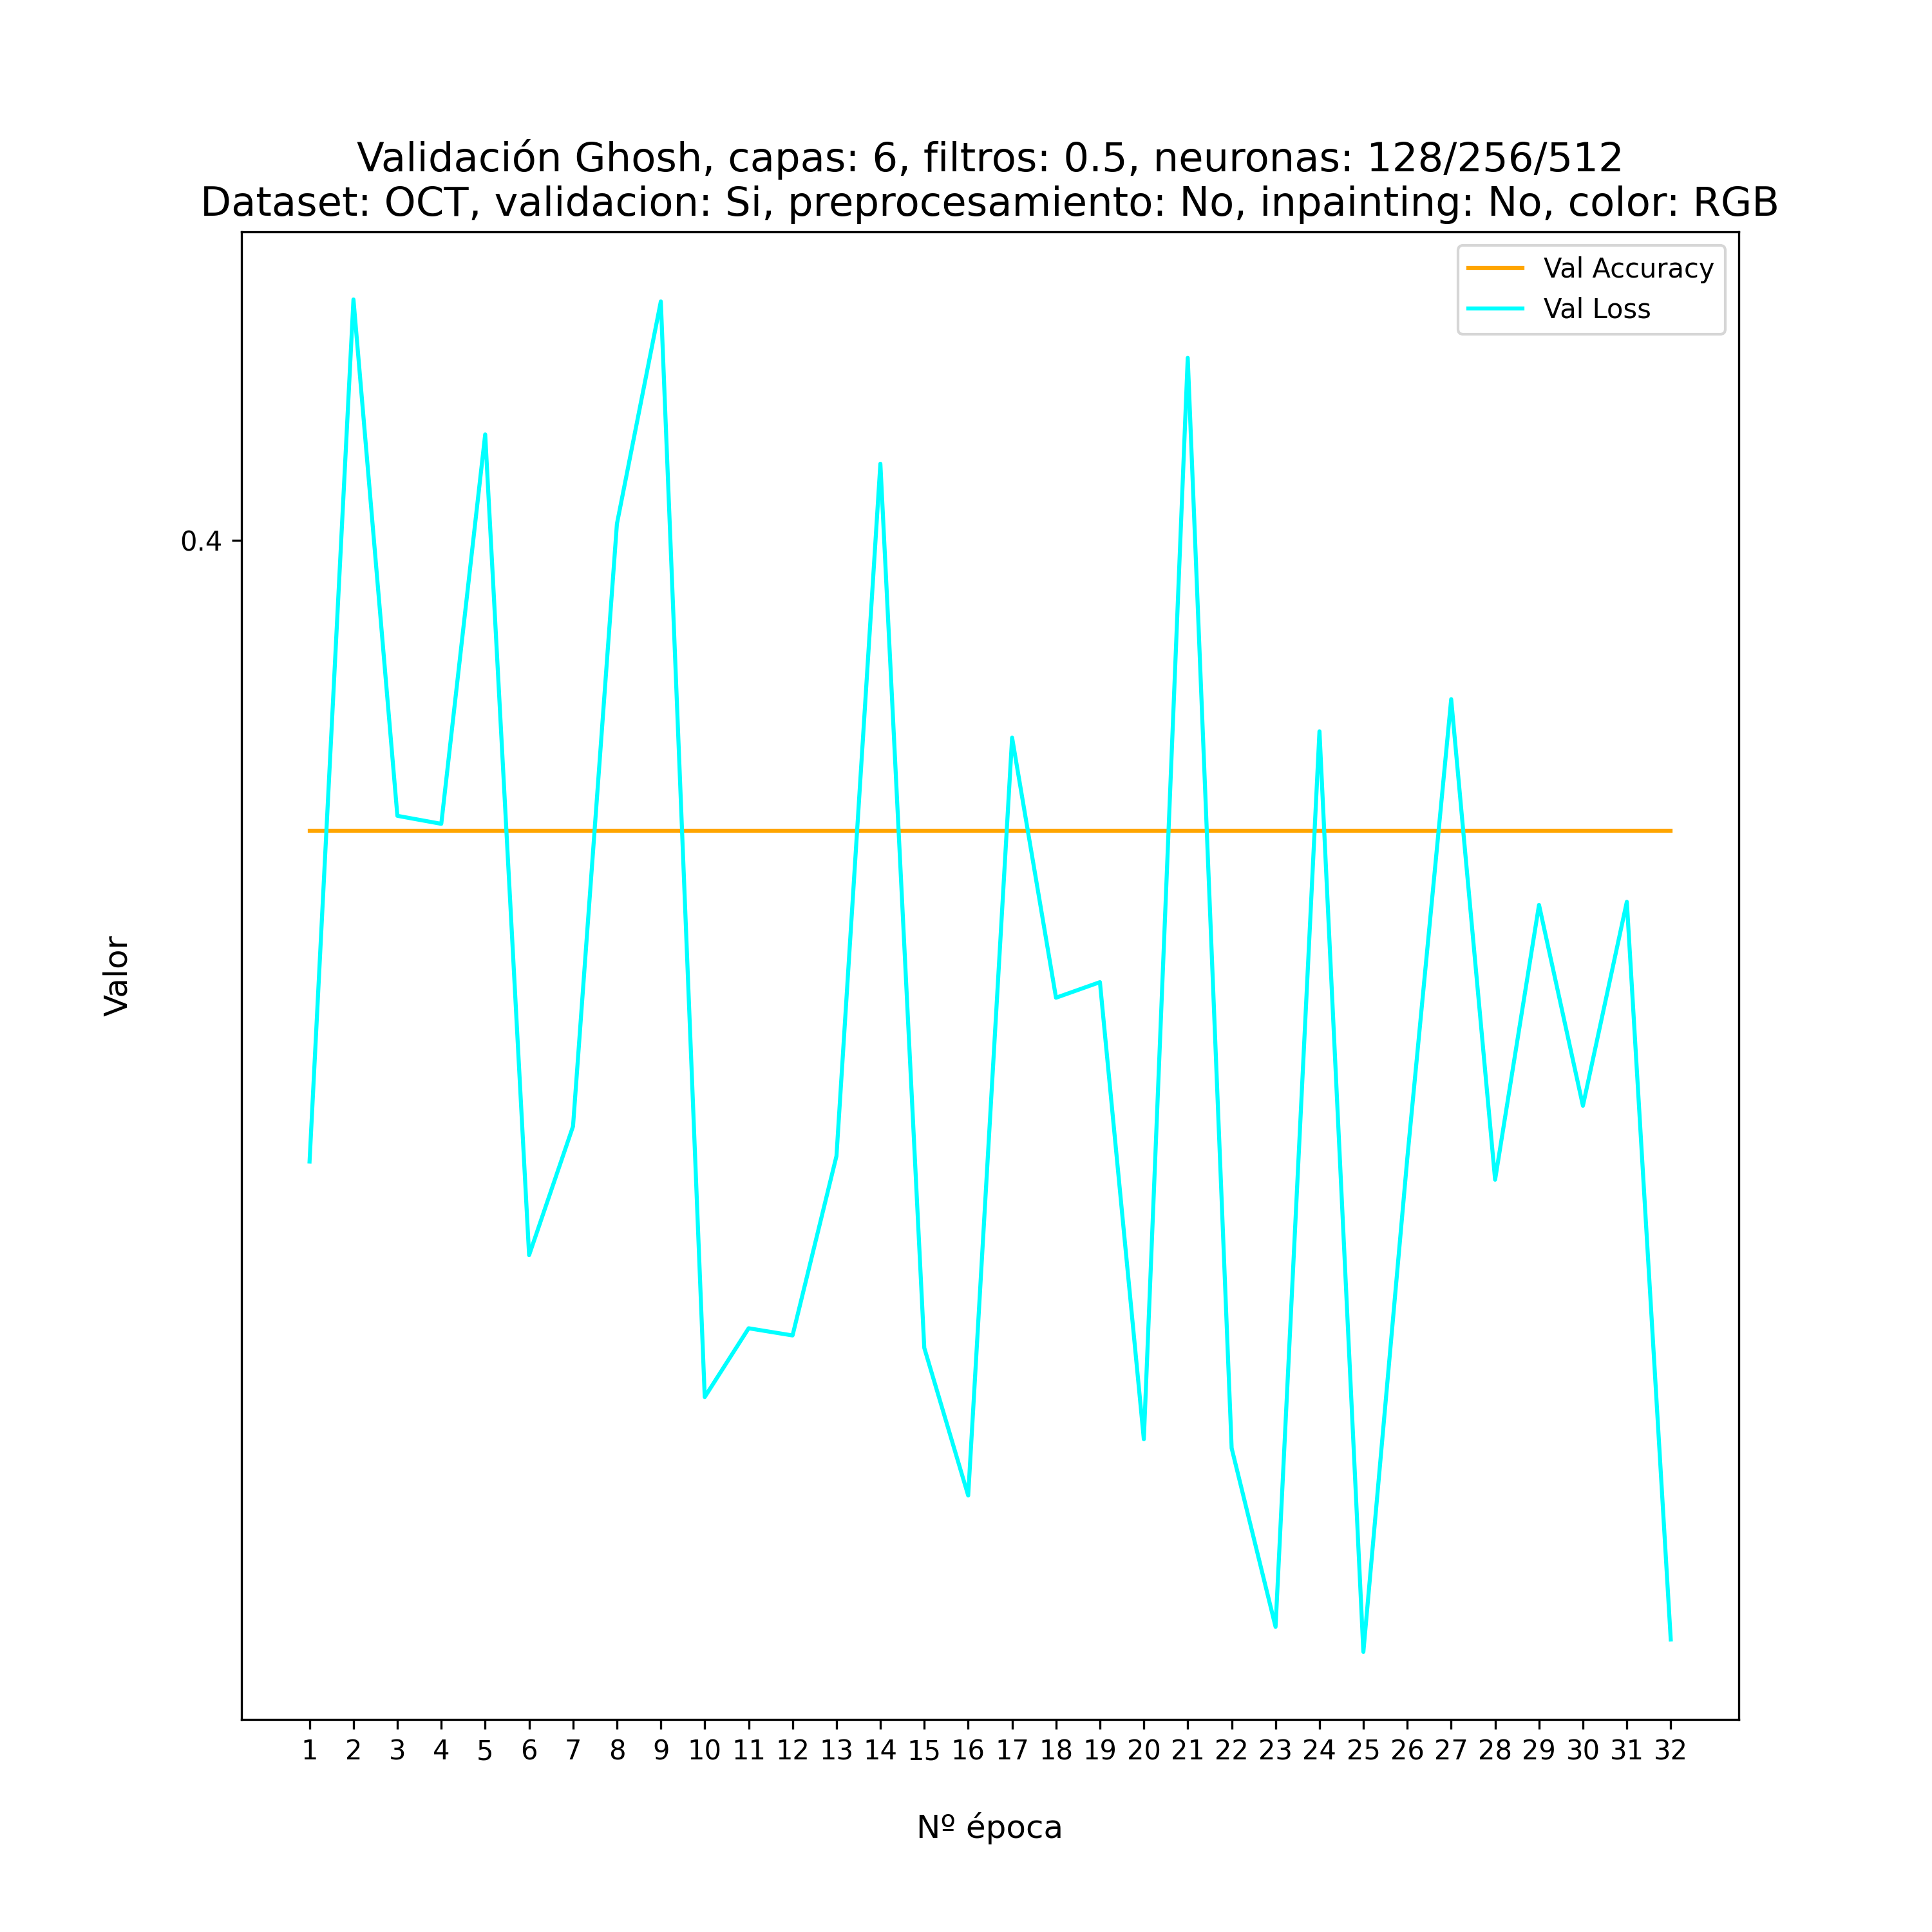 Validación Ghosh, capas: 6, filtros: 0.5, neuronas: 128/256/512
Dataset: OCT, validacion: Si, preprocesamiento: No, inpainting: No, color: RGB
Val Accuracy
Val Loss
0.4
Valor
1 2 3 4 5 6 7 8 9 10 11 12 13 14 15 16 17 18 19 20 21 22 23 24 25 26 27 28 29 30 31 32
Nº época